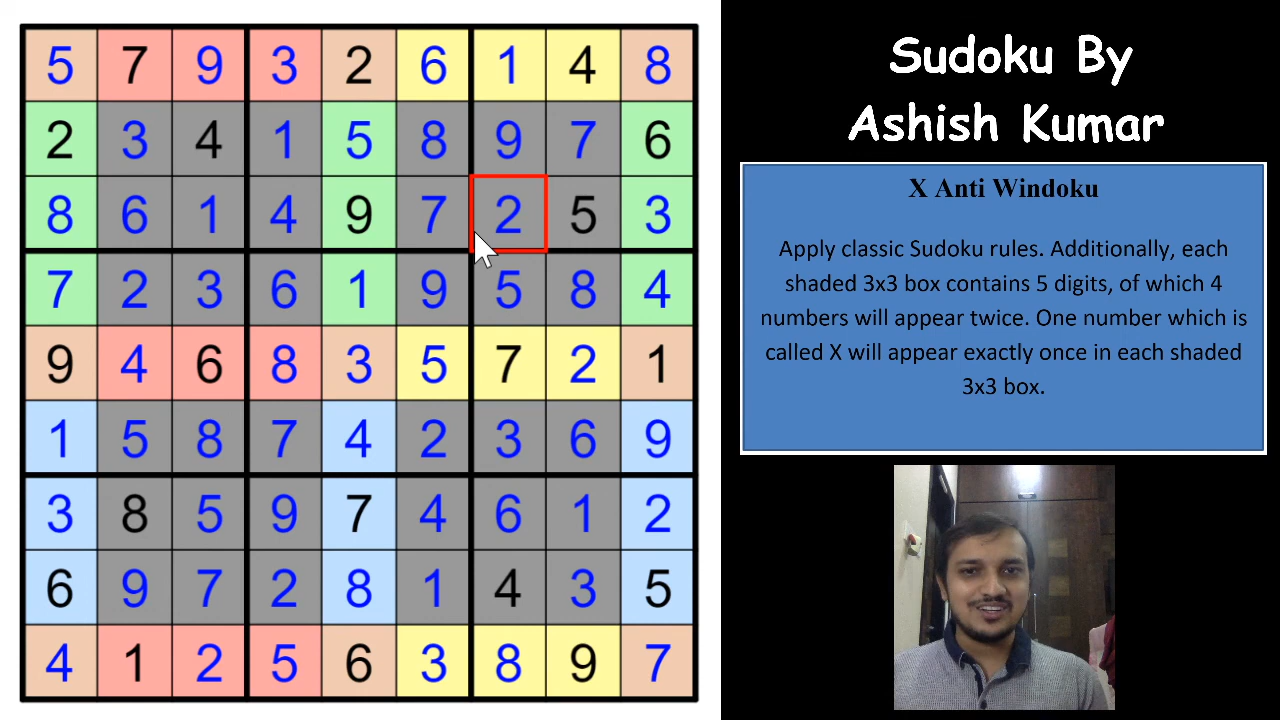 5 7 9 3 2 6 1 4 8
2 3 4 1 5 8 9 7 6
8 6 1 4 9 7 2 5 3
7 2 3 6 1 9 5 8 4
9 4 6 8 3 5 7 2 1
1 5 8 7 4 2 3 6 9
3 8 5 9 7 4 6 1 2
6 9 7 2 8 1 4 3 5
4 1 2 5 6 3 8 9 7
Sudoku By
Ashish Kumar
X Anti Windoku
Apply classic Sudoku rules. Additionally, each
shaded 3x3 box contains 5 digits, of which 4
numbers will appear twice. One number which is
called X will appear exactly once in each shaded
3x3 box.